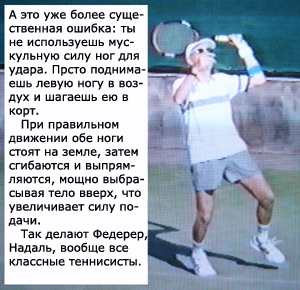 А это уже более суще-
ственная ошибка: ты
не используешь мус-
кульную силу ног для
удара. Прсто поднима-
ешь левую ногу в воз-
дух и шагаешь ею в
корт.
При правильном
движении обе ноги
стоят на земле, затем
сгибаются и выпрям-
ляются, мощно выбра-
сывая тело вверх, что
увеличивает силу по-
дачи.
Так делают Федерер,
Надаль, вообще все
классные теннисисты.